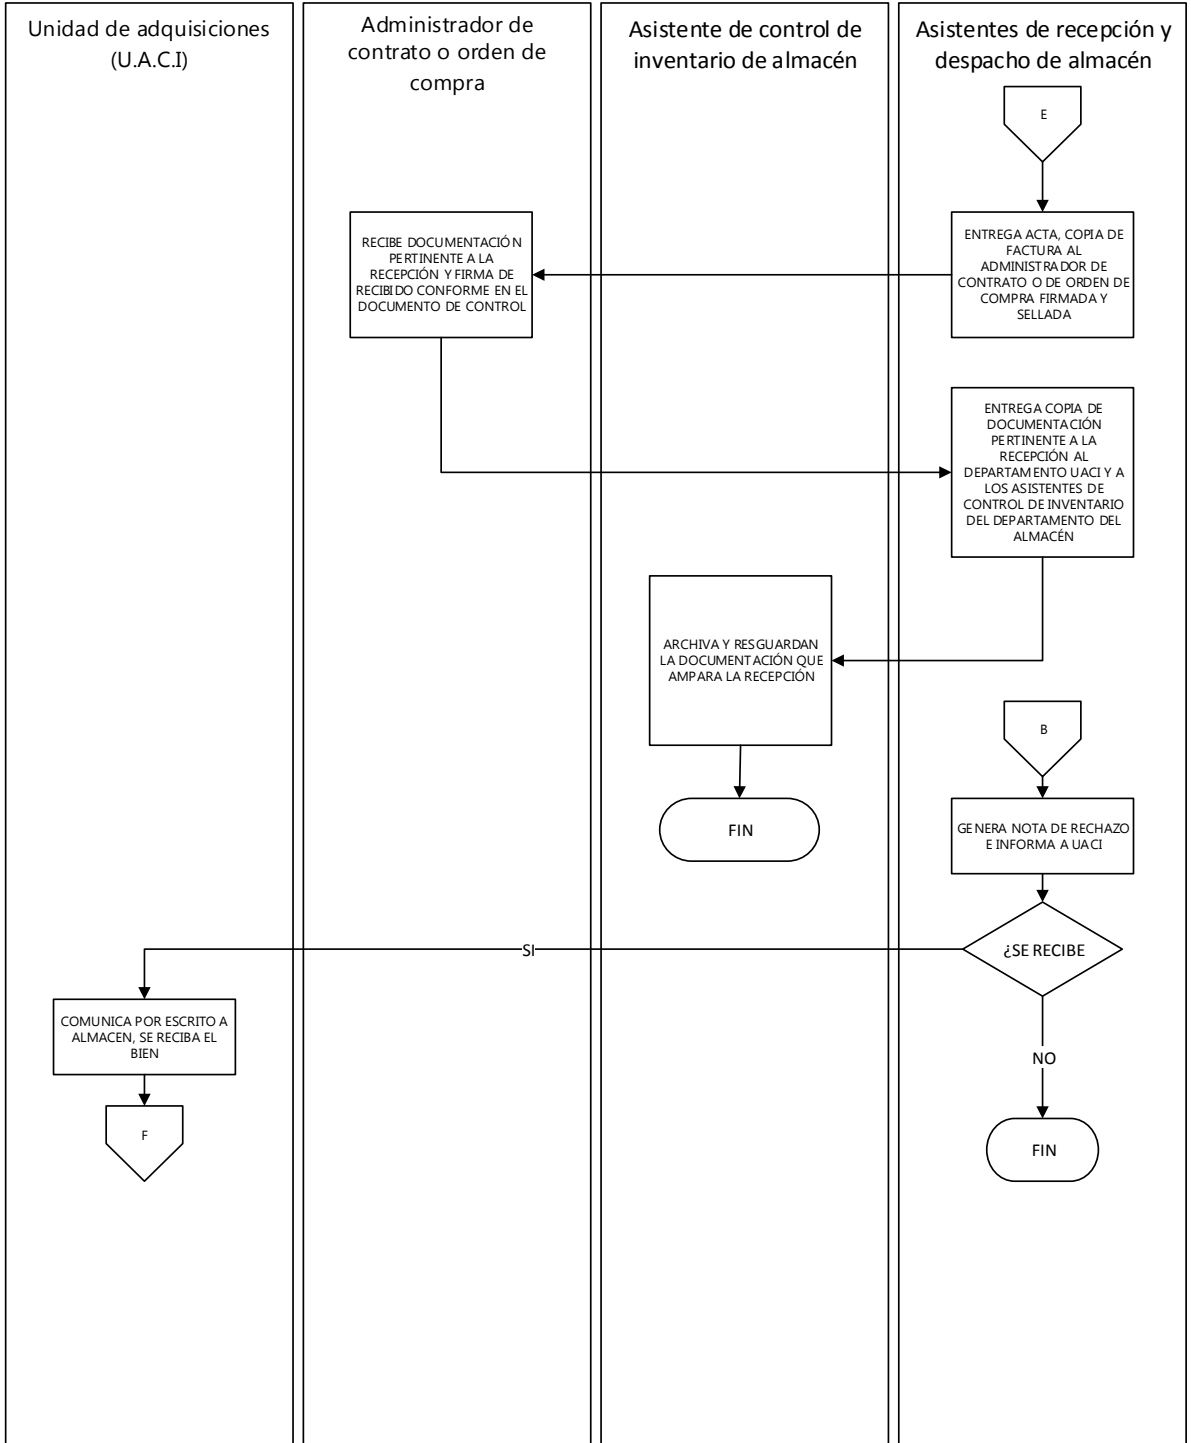 Unidad de adquisiciones
(U.A.C.I)
Administrador de
contrato o orden de
compra
Asistente de control de
inventario de almacén
Asistentes de recepción y
despacho de almacén
E
ENTREGA ACTA, COPIA DE
FACTURA AL
ADMINISTRADOR DE
CONTRATO O DE ORDEN DE
COMPRA FIRMADA Y
SELLADA
RECIBE DOCUMENTACIÓN
PERTINENTE A LA
RECEPCIÓN Y FIRMA DE
RECIBIDO CONFORME EN EL
DOCUMENTO DE CONTROL
ENTREGA COPIA DE
DOCUMENTACIÓN
PERTINENTE A LA
RECEPCIÓN AL
DEPARTAMENTO UACI Y A
LOS ASISTENTES DE
CONTROL DE INVENTARIO
DEL DEPARTAMENTO DEL
ALMACÉN
ARCHIVA Y RESGUARDAN
LA DOCUMENTACIÓN QUE
AMPARA LA RECEPCIÓN
FIN
B
GENERA NOTA DE RECHAZO
E INFORMA A UACI
¿SE RECIBE
SI
COMUNICA POR ESCRITO A
ALMACEN, SE RECIBA EL
BIEN
F
NO
FIN